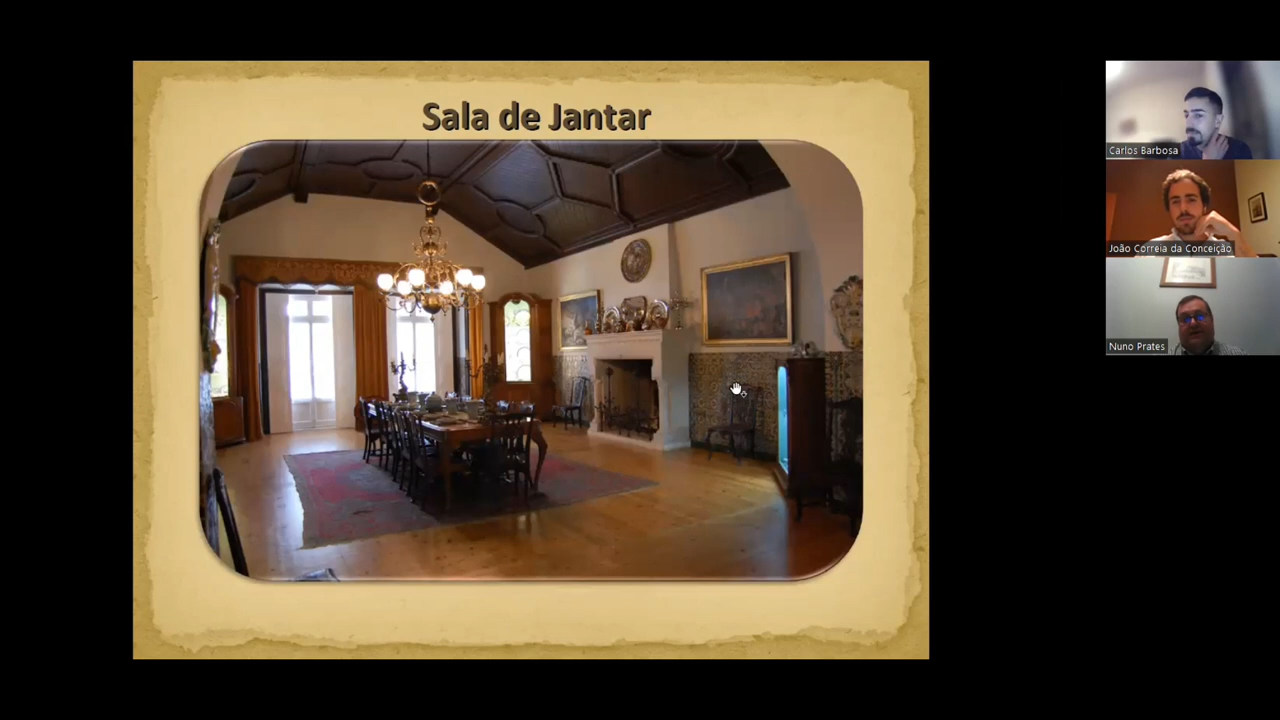 Sala de Jantar
Carlos Barbosa
João Correia da Conceição
Nuno Prates